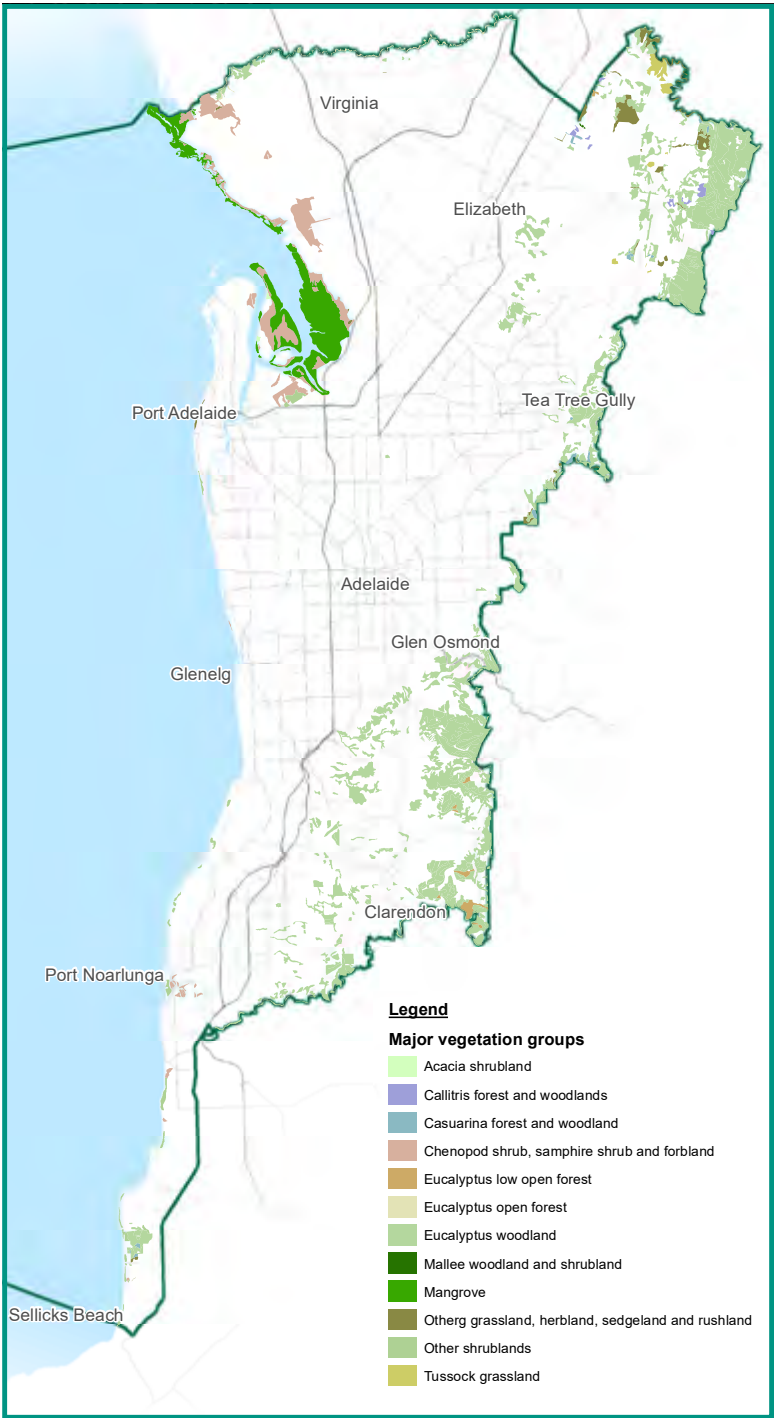 Virginia
Elizabeth
Port Adelaide
Tea Tree Gully
Adelaide
Glen Osmond
Glenelg
Clarendon
Port Noarlunga
Sellicks Beach
Legend
Major vegetation groups
Acacia shrubland
Callitris forest and woodlands
Casuarina forest and woodland
Chenopod shrub, samphire shrub and forbland
Eucalyptus low open forest
Eucalyptus open forest
Eucalyptus woodland
Mallee woodland and shrubland
Mangrove
Otherg grassland, herbland, sedgeland and rushland
Other shrublands
Tussock grassland